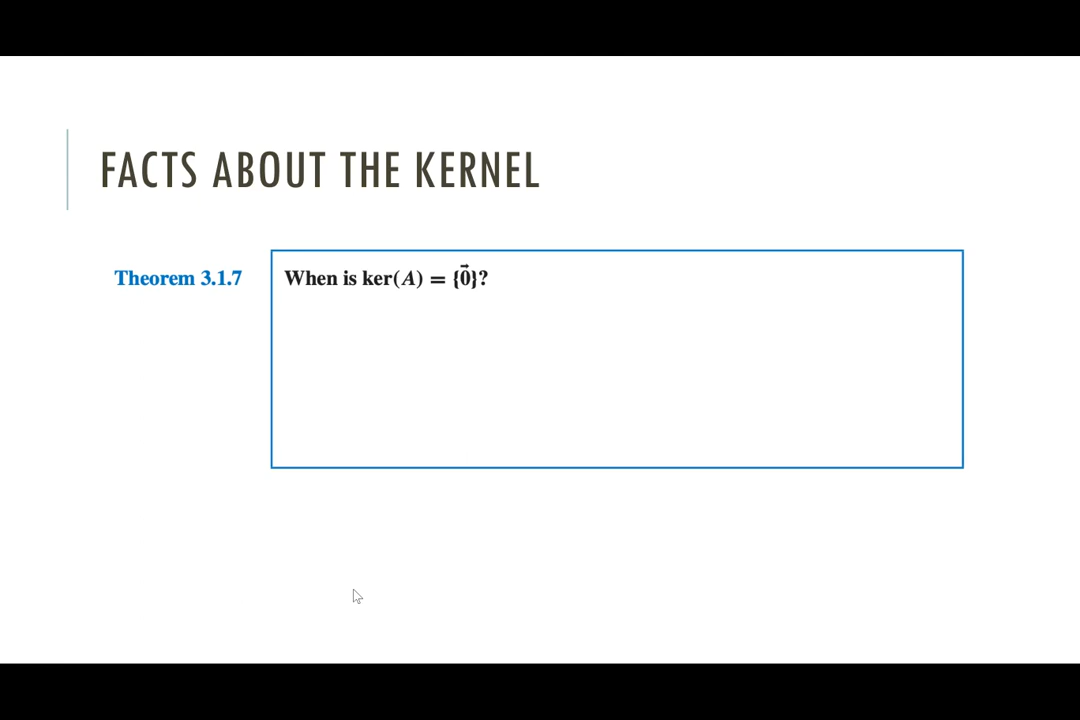 FACTS ABOUT THE KERNEL
Theorem 3.1.7
When is ker(A) = {0⃗}?